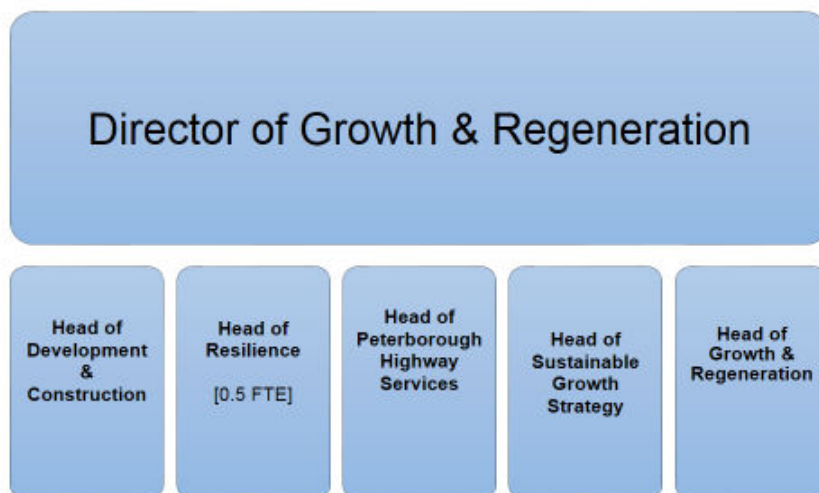 Director of Growth & Regeneration
Head of
Development
&
Construction
Head of
Resilience
[0.5 FTE]
Head of
Peterborough
Highway
Services
Head of
Sustainable
Growth
Strategy
Head of
Growth &
Regeneration